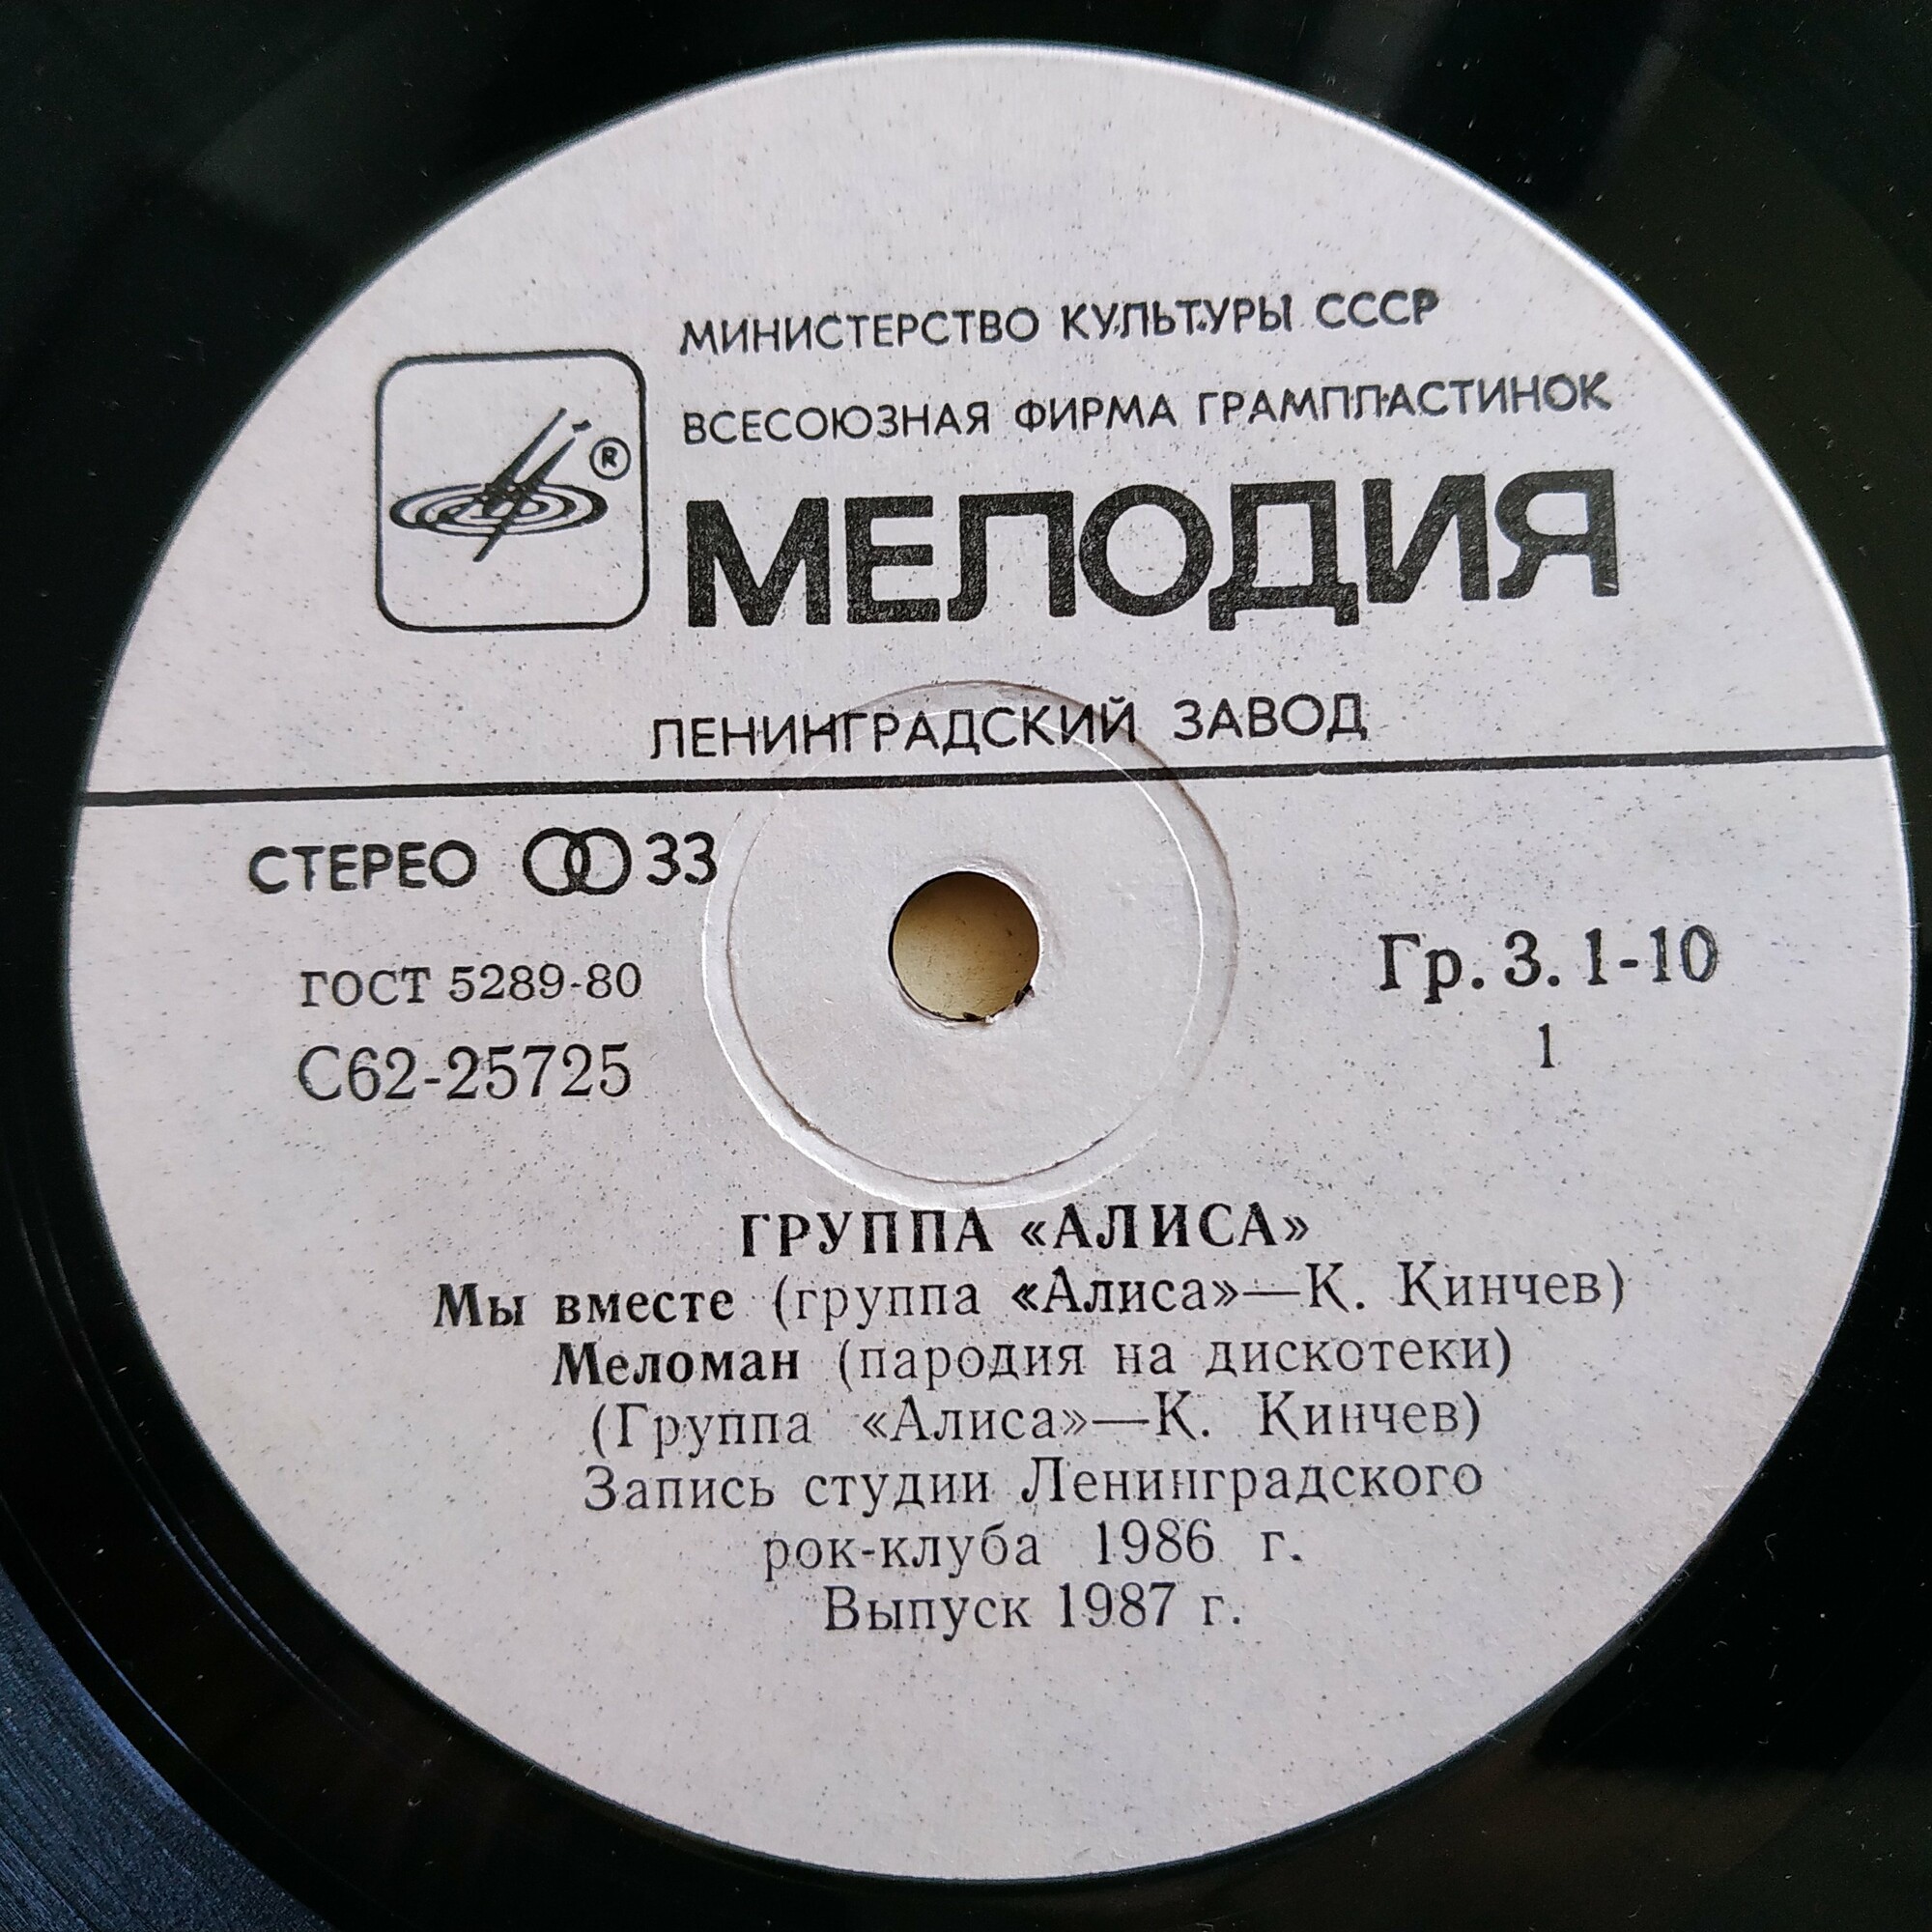 МИНИСТЕРСТВО КУЛЬТУРЫ СССР
ВСЕСОЮЗНАЯ ФИРМА ГРАМПЛАСТИНОК
®
МЕЛОДИЯ
ЛЕНИНГРАДСКИЙ ЗАВОД
СТЕРЕО 33
ГОСТ 5289-80
С62-25725
Гр. 3. 1-10
1
ГРУППА «АЛИСА»
Мы вместе (группа «Алиса»—К. Кинчев)
Меломан (пародия на дискотеки)
(Группа «Алиса»—К. Кинчев)
Запись студии Ленинградского
рок-клуба 1986 г.
Выпуск 1987 г.